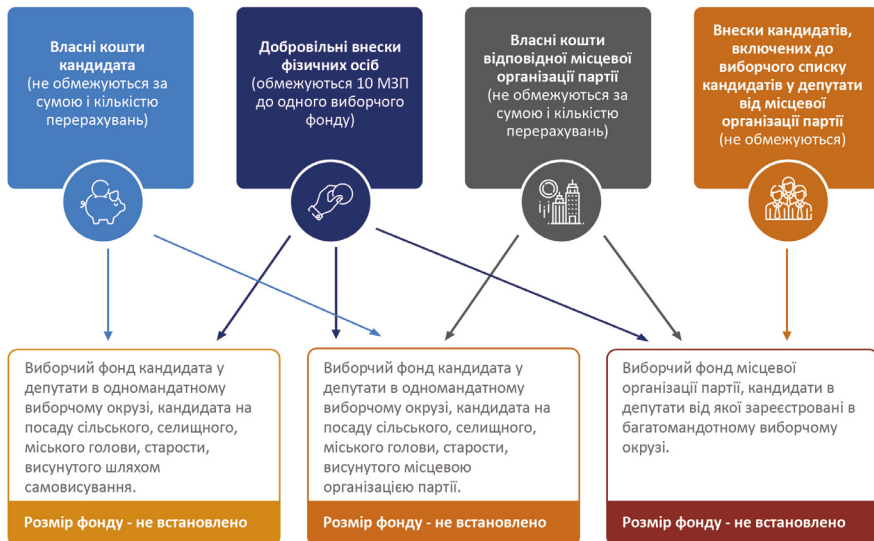 Власні кошти
кандидата
(не обмежуються за
сумою і кількістю
перерахувань)
Добровільні внески
фізичних осіб
(обмежуються 10 МЗП
до одного виборчого
фонду)
Власні кошти
відповідної місцевої
організації партії
(не обмежуються за
сумою і кількістю
перерахувань)
Внески кандидатів,
включених до
виборчого списку
кандидатів у депутати
від місцевої
організації партії
(не обмежуються)
Виборчий фонд кандидата у
депутати в одномандатному
виборчому окрузі, кандидата на
посаду сільського, селищного,
міського голови, старости,
висунутого шляхом
самовисування.
Розмір фонду - не встановлено
Виборчий фонд кандидата у
депутати в одномандатному
виборчому окрузі, кандидата на
посаду сільського, селищного,
міського голови, старости,
висунутого місцевою
організацією партії.
Розмір фонду - не встановлено
Виборчий фонд місцевої
організації партії, кандидати в
депутати від якої зареєстровані в
багатомандотному виборчому
окрузі.
Розмір фонду - не встановлено